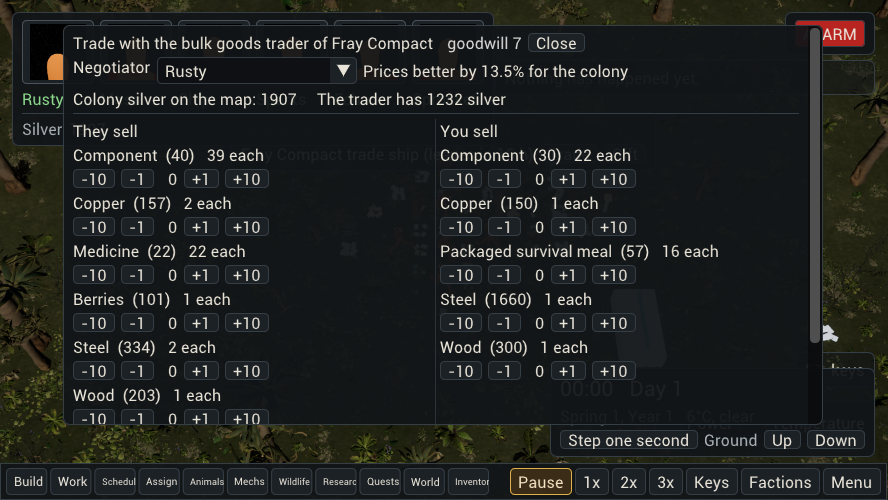 Trade with the bulk goods trader of Fray Compact goodwill 7 Close
ARM
Negotiator Rusty Prices better by 13.5% for the colony
Rusty
Colony silver on the map: 1907 The trader has 1232 silver
Silver
They sell
You sell
Component (40) 39 each
Component (30) 22 each
-10 -1 0 +1 +10
-10 -1 0 +1 +10
Copper (157) 2 each
Copper (150) 1 each
-10 -1 0 +1 +10
-10 -1 0 +1 +10
Medicine (22) 22 each
Packaged survival meal (57) 16 each
-10 -1 0 +1 +10
-10 -1 0 +1 +10
Berries (101) 1 each
Steel (1660) 1 each
-10 -1 0 +1 +10
-10 -1 0 +1 +10
Steel (334) 2 each
Wood (300) 1 each
-10 -1 0 +1 +10
-10 -1 0 +1 +10
Wood (203) 1 each
-10 -1 0 +1 +10
keys
00:00 Day 1
Spring 1, Year 1 6°C, clear
Step one second Ground Up Down
Build Work Schedul Assign Animals Mechs Wildlife Researc Quests World Inventor Pause 1x 2x 3x Keys Factions Menu